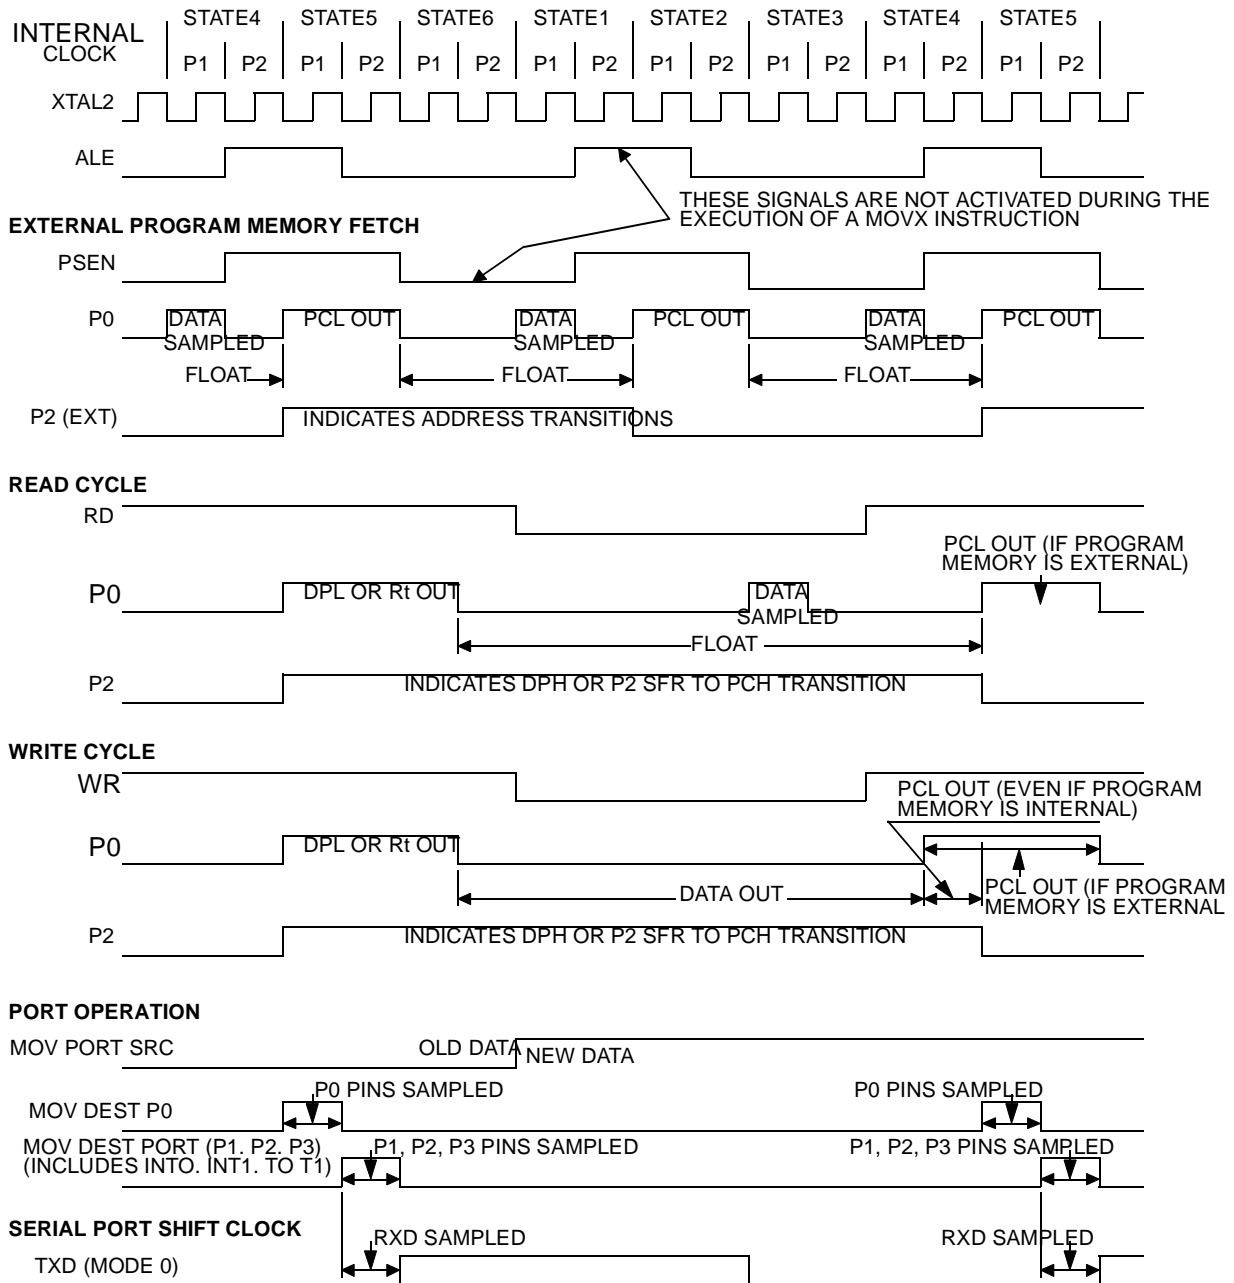 INTERNAL CLOCK
STATE4 STATE5 STATE6 STATE1 STATE2 STATE3 STATE4 STATE5
P1 P2 P1 P2 P1 P2 P1 P2 P1 P2 P1 P2 P1 P2 P1 P2
XTAL2
ALE
THESE SIGNALS ARE NOT ACTIVATED DURING THE
EXECUTION OF A MOVX INSTRUCTION
EXTERNAL PROGRAM MEMORY FETCH
PSEN
P0 DATA PCL OUT DATA PCL OUT DATA PCL OUT
SAMPLED SAMPLED SAMPLED
FLOAT FLOAT FLOAT
P2 (EXT) INDICATES ADDRESS TRANSITIONS
READ CYCLE
RD
PCL OUT (IF PROGRAM
MEMORY IS EXTERNAL)
P0 DPL OR Rt OUT DATA
SAMPLED
FLOAT
P2 INDICATES DPH OR P2 SFR TO PCH TRANSITION
WRITE CYCLE
WR
PCL OUT (EVEN IF PROGRAM
MEMORY IS INTERNAL)
P0 DPL OR Rt OUT
DATA OUT
PCL OUT (IF PROGRAM
MEMORY IS EXTERNAL
P2 INDICATES DPH OR P2 SFR TO PCH TRANSITION
PORT OPERATION
MOV PORT SRC OLD DATA NEW DATA
P0 PINS SAMPLED P0 PINS SAMPLED
MOV DEST P0
MOV DEST PORT (P1. P2. P3) P1, P2, P3 PINS SAMPLED P1, P2, P3 PINS SAMPLED
(INCLUDES INTO. INT1. TO T1)
SERIAL PORT SHIFT CLOCK
RXD SAMPLED RXD SAMPLED
TXD (MODE 0)